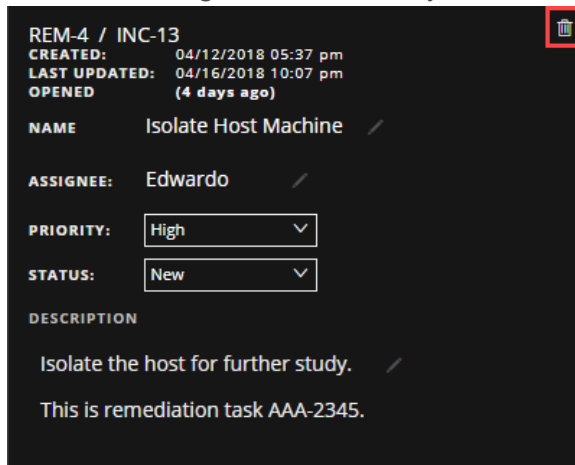 REM-4 / INC-13
CREATED: 04/12/2018 05:37 pm
LAST UPDATED: 04/16/2018 10:07 pm
OPENED (4 days ago)
NAME Isolate Host Machine
ASSIGNEE: Edwardo
PRIORITY: High
STATUS: New
DESCRIPTION
Isolate the host for further study.
This is remediation task AAA-2345.